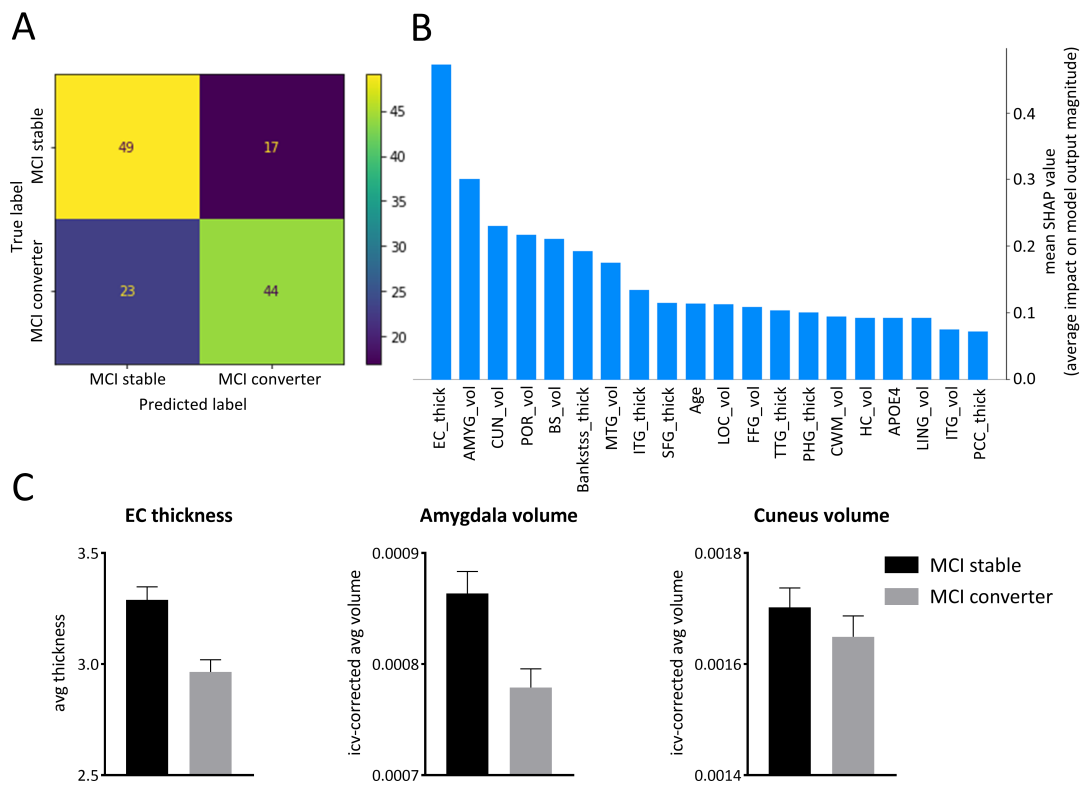 A
MCI stable
MCI converter
True label
49
17
23
44
MCI stable
MCI converter
Predicted label
45
40
35
30
25
20
B
0.4
0.3
0.2
0.1
0.0
mean SHAP value
(average impact on model output magnitude)
EC_thick
AMYG_vol
CUN_vol
POR_vol
BS_vol
Bankstss_thick
MTG_vol
ITG_thick
SFG_thick
Age
LOC_vol
FFG_vol
TTG_thick
PHG_thick
CWM_vol
HC_vol
APOE4
LING_vol
ITG_vol
PCC_thick
C
EC thickness
avg thickness
3.5
3.0
2.5
Amygdala volume
icv-corrected avg volume
0.0009
0.0008
0.0007
Cuneus volume
icv-corrected avg volume
0.0018
0.0016
0.0014
MCI stable
MCI converter